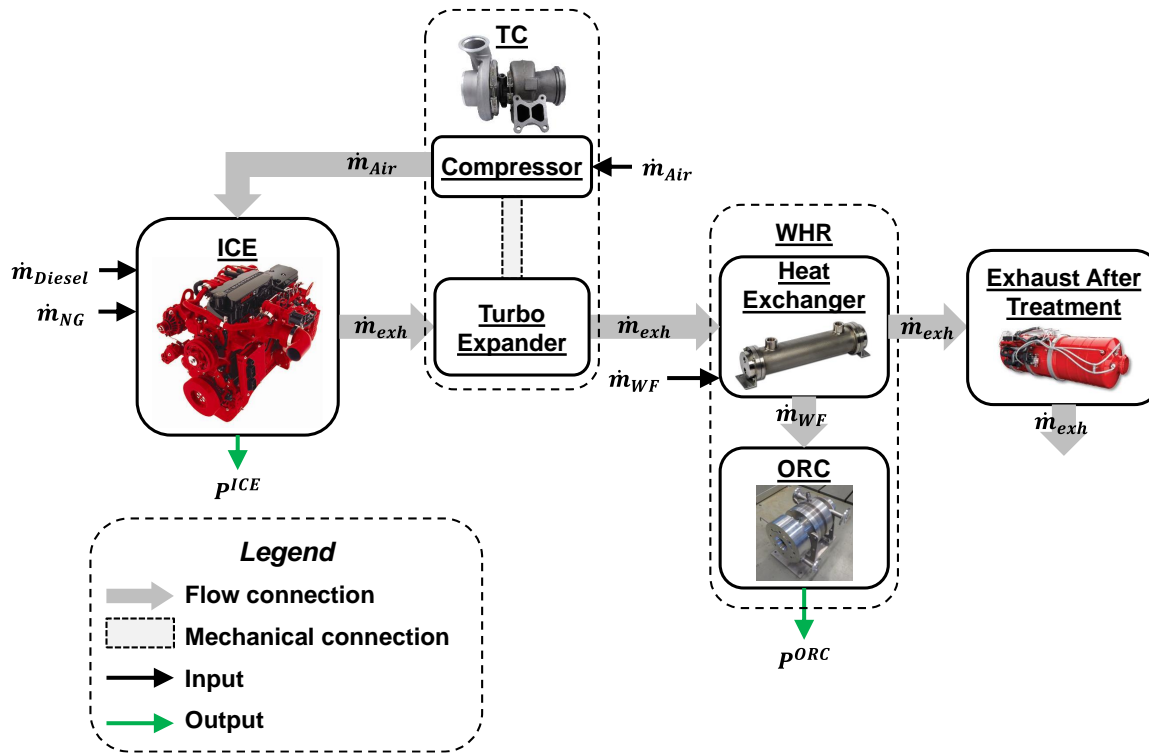 TC
Compressor
ṁ_Air
ṁ_Air
ICE
ṁ_Diesel
ṁ_NG
ṁ_exh
Turbo
Expander
ṁ_exh
WHR
Heat
Exchanger
ṁ_WF
ṁ_exh
Exhaust After
Treatment
ṁ_WF
ṁ_exh
ORC
P^ICE
P^ORC
Legend
Flow connection
Mechanical connection
Input
Output